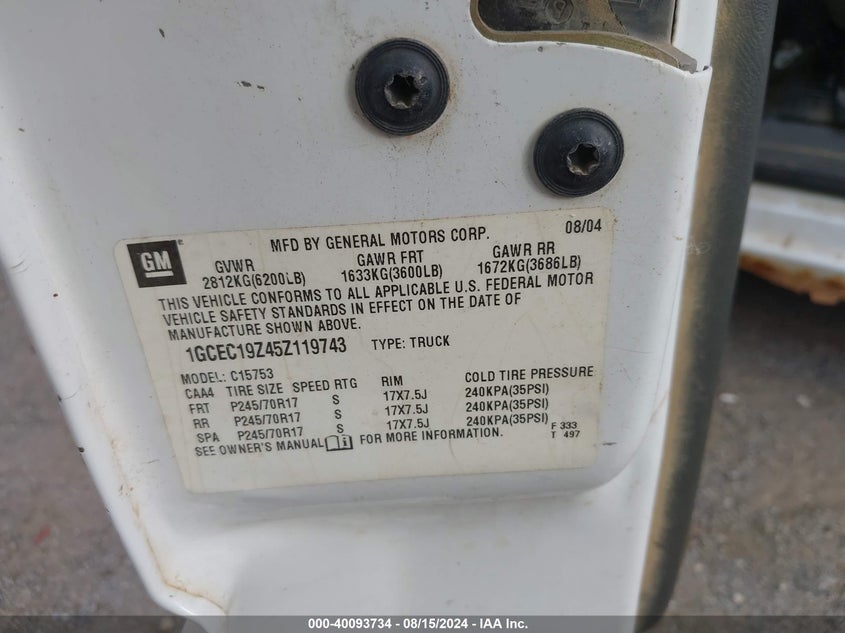 GM
MFD BY GENERAL MOTORS CORP. 08/04
GVWR GAWR FRT GAWR RR
2812KG(6200LB) 1633KG(3600LB) 1672KG(3686LB)
THIS VEHICLE CONFORMS TO ALL APPLICABLE U.S. FEDERAL MOTOR
VEHICLE SAFETY STANDARDS IN EFFECT ON THE DATE OF
MANUFACTURE SHOWN ABOVE.
1GCEC19Z45Z119743 TYPE: TRUCK
MODEL: C15753
CAA4 TIRE SIZE SPEED RTG RIM COLD TIRE PRESSURE
FRT P245/70R17 S 17X7.5J 240KPA(35PSI)
RR P245/70R17 S 17X7.5J 240KPA(35PSI)
SPA P245/70R17 S 17X7.5J 240KPA(35PSI)
SEE OWNER'S MANUAL FOR MORE INFORMATION. F 333
T 497
000-40093734 - 08/15/2024 - IAA Inc.